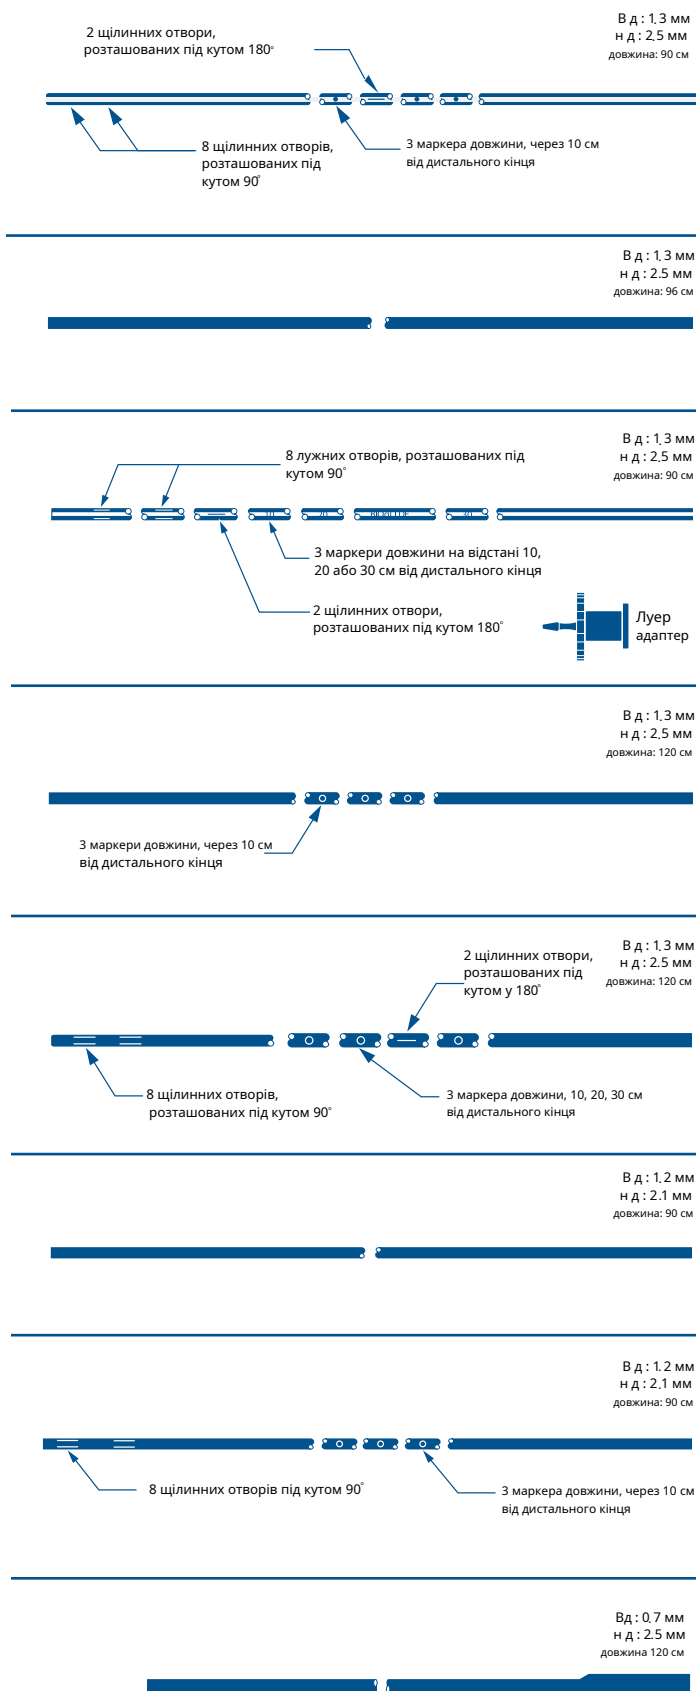 В д : 1,3 мм
н д : 2,5 мм
довжина: 90 см
2 щілинних отвори,
розташованих під кутом 180°
8 щілинних отворів,
розташованих під
кутом 90°
3 маркера довжини, через 10 см
від дистального кінця
В д : 1,3 мм
н д : 2.5 мм
довжина: 96 см
В д : 1,3 мм
н д : 2,5 мм
довжина: 90 см
8 лужних отворів, розташованих під
кутом 90°
10 20 BIOGLIDE 30
3 маркери довжини на відстані 10,
20 або 30 см від дистального кінця
2 щілинних отвори,
розташованих під кутом 180°
Луер
адаптер
В д : 1,3 мм
н д : 2,5 мм
довжина: 120 см
3 маркери довжини, через 10 см
від дистального кінця
2 щілинних отвори,
розташованих під
кутом у 180°
В д : 1,3 мм
н д : 2.5 мм
довжина: 120 см
8 щілинних отворів,
розташованих під кутом 90°
3 маркера довжини, 10, 20, 30 см
від дистального кінця
В д : 1,2 мм
н д : 2.1 мм
довжина: 90 см
В д : 1.2 мм
н д : 2,1 мм
довжина: 90 см
8 щілинних отворів під кутом 90°
3 маркера довжини, через 10 см
від дистального кінця
Вд : 0,7 мм
н д : 2.5 мм
довжина 120 см